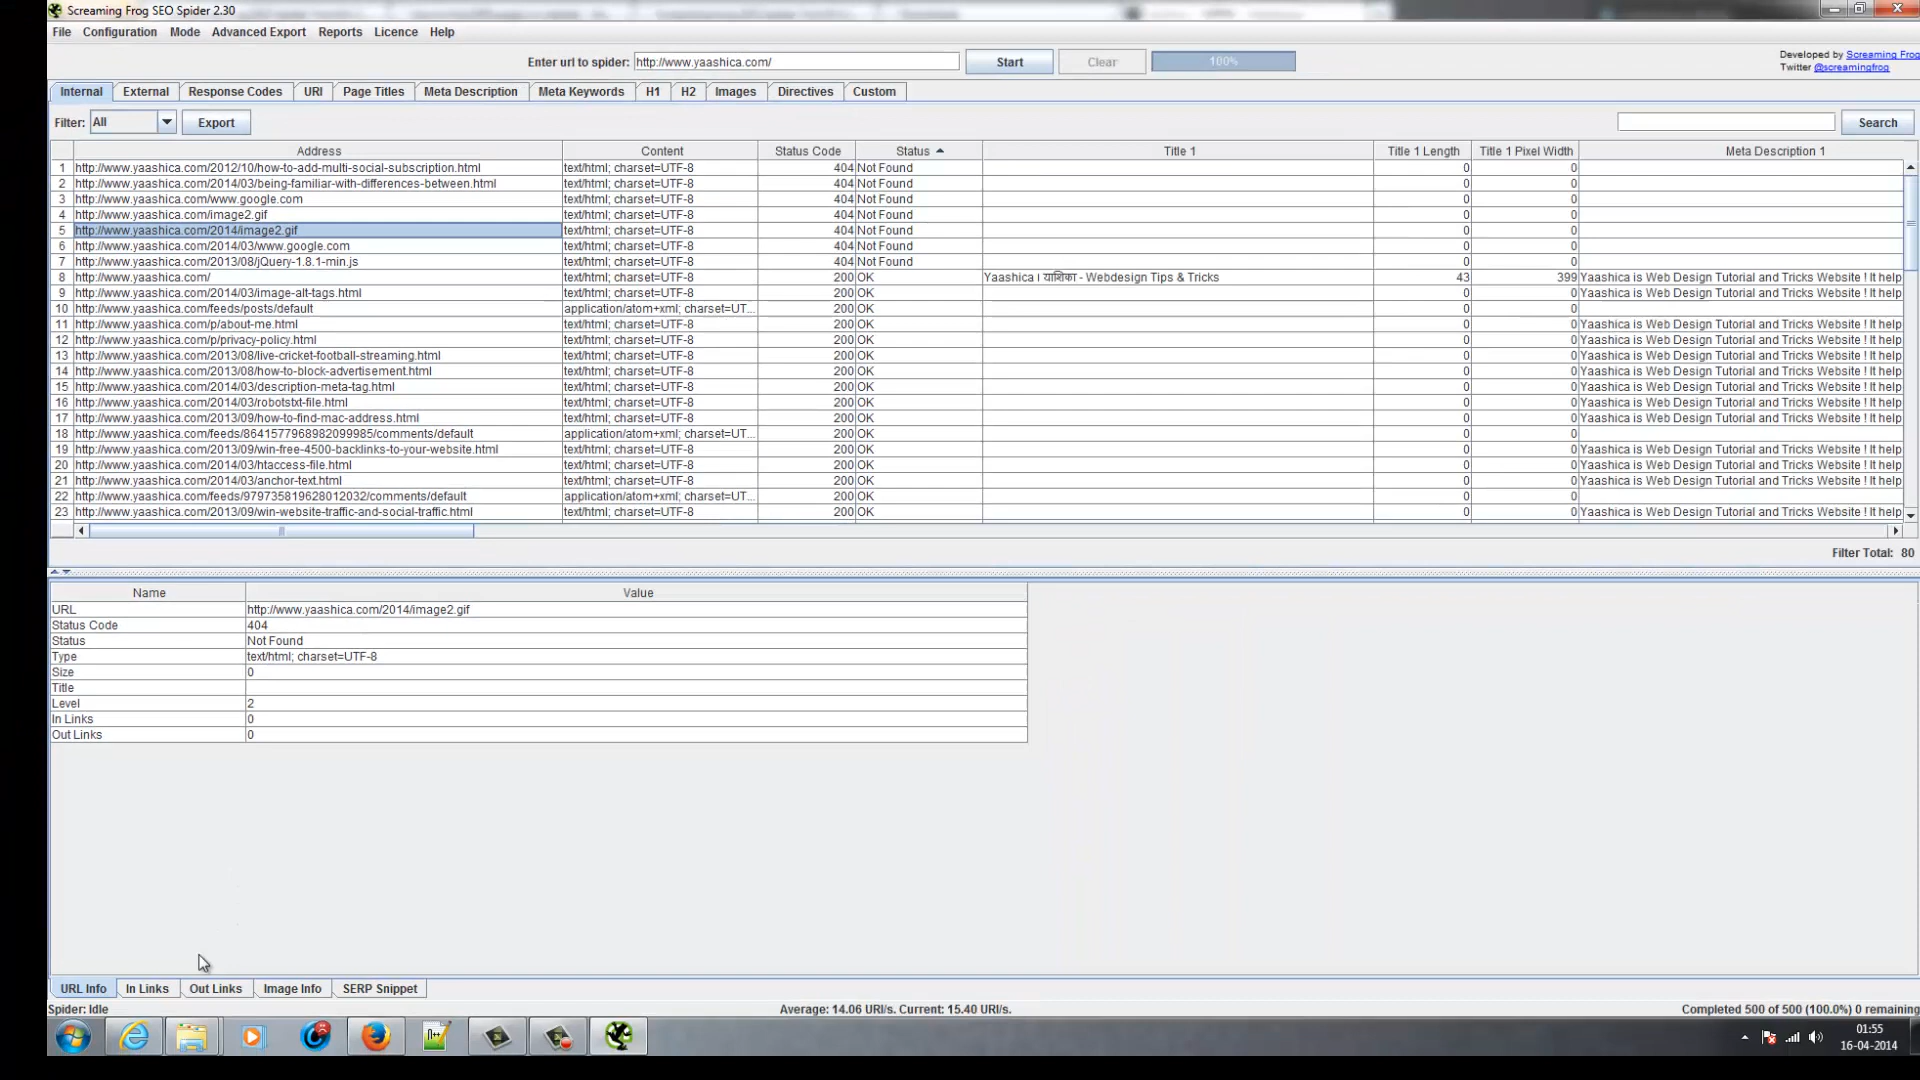 Screaming Frog SEO Spider 2.30
File Configuration Mode Advanced Export Reports Licence Help
Enter url to spider: http://www.yaashica.com/ Start Clear 100%
Developed by Screaming Frog
Twitter @screamingfrog
Internal External Response Codes URI Page Titles Meta Description Meta Keywords H1 H2 Images Directives Custom
Filter: All Export Search
Address Content Status Code Status Title 1 Title 1 Length Title 1 Pixel Width Meta Description 1
1 http://www.yaashica.com/2012/10/how-to-add-multi-social-subscription.html text/html; charset=UTF-8 404 Not Found 0 0
2 http://www.yaashica.com/2014/03/being-familiar-with-differences-between.html text/html; charset=UTF-8 404 Not Found 0 0
3 http://www.yaashica.com/www.google.com text/html; charset=UTF-8 404 Not Found 0 0
4 http://www.yaashica.com/image2.gif text/html; charset=UTF-8 404 Not Found 0 0
5 http://www.yaashica.com/2014/image2.gif text/html; charset=UTF-8 404 Not Found 0 0
6 http://www.yaashica.com/2014/03/www.google.com text/html; charset=UTF-8 404 Not Found 0 0
7 http://www.yaashica.com/2013/08/jQuery-1.8.1-min.js text/html; charset=UTF-8 404 Not Found 0 0
8 http://www.yaashica.com/ text/html; charset=UTF-8 200 OK Yaashica । याशिका - Webdesign Tips & Tricks 43 399 Yaashica is Web Design Tutorial and Tricks Website ! It help
9 http://www.yaashica.com/2014/03/image-alt-tags.html text/html; charset=UTF-8 200 OK 0 0 Yaashica is Web Design Tutorial and Tricks Website ! It help
10 http://www.yaashica.com/feeds/posts/default application/atom+xml; charset=UT... 200 OK 0 0
11 http://www.yaashica.com/p/about-me.html text/html; charset=UTF-8 200 OK 0 0 Yaashica is Web Design Tutorial and Tricks Website ! It help
12 http://www.yaashica.com/p/privacy-policy.html text/html; charset=UTF-8 200 OK 0 0 Yaashica is Web Design Tutorial and Tricks Website ! It help
13 http://www.yaashica.com/2013/08/live-cricket-football-streaming.html text/html; charset=UTF-8 200 OK 0 0 Yaashica is Web Design Tutorial and Tricks Website ! It help
14 http://www.yaashica.com/2013/08/how-to-block-advertisement.html text/html; charset=UTF-8 200 OK 0 0 Yaashica is Web Design Tutorial and Tricks Website ! It help
15 http://www.yaashica.com/2014/03/description-meta-tag.html text/html; charset=UTF-8 200 OK 0 0 Yaashica is Web Design Tutorial and Tricks Website ! It help
16 http://www.yaashica.com/2014/03/robotstxt-file.html text/html; charset=UTF-8 200 OK 0 0 Yaashica is Web Design Tutorial and Tricks Website ! It help
17 http://www.yaashica.com/2013/09/how-to-find-mac-address.html text/html; charset=UTF-8 200 OK 0 0 Yaashica is Web Design Tutorial and Tricks Website ! It help
18 http://www.yaashica.com/feeds/8641577968982099985/comments/default application/atom+xml; charset=UT... 200 OK 0 0
19 http://www.yaashica.com/2013/09/win-free-4500-backlinks-to-your-website.html text/html; charset=UTF-8 200 OK 0 0 Yaashica is Web Design Tutorial and Tricks Website ! It help
20 http://www.yaashica.com/2014/03/htaccess-file.html text/html; charset=UTF-8 200 OK 0 0 Yaashica is Web Design Tutorial and Tricks Website ! It help
21 http://www.yaashica.com/2014/03/anchor-text.html text/html; charset=UTF-8 200 OK 0 0 Yaashica is Web Design Tutorial and Tricks Website ! It help
22 http://www.yaashica.com/feeds/979735819628012032/comments/default application/atom+xml; charset=UT... 200 OK 0 0
23 http://www.yaashica.com/2013/09/win-website-traffic-and-social-traffic.html text/html; charset=UTF-8 200 OK 0 0 Yaashica is Web Design Tutorial and Tricks Website ! It help
Filter Total: 80
Name Value
URL http://www.yaashica.com/2014/image2.gif
Status Code 404
Status Not Found
Type text/html; charset=UTF-8
Size 0
Title
Level 2
In Links 0
Out Links 0
URL Info In Links Out Links Image Info SERP Snippet
Spider: Idle Average: 14.06 URI/s. Current: 15.40 URI/s. Completed 500 of 500 (100.0%) 0 remaining
01:55
16-04-2014